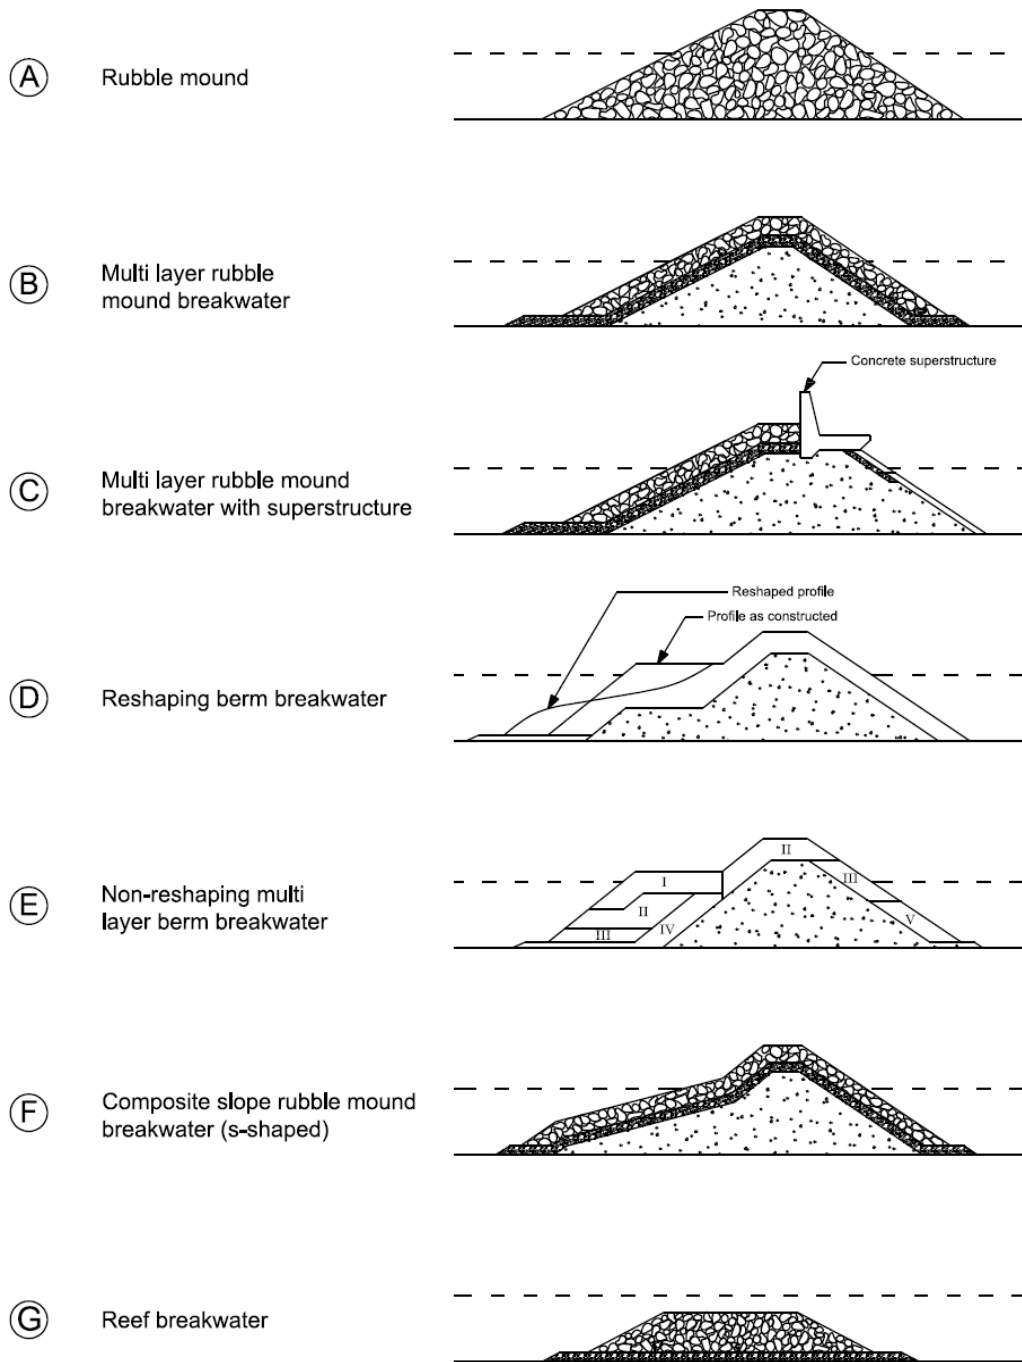 A
Rubble mound
B
Multi layer rubble
mound breakwater
Concrete superstructure
C
Multi layer rubble mound
breakwater with superstructure
Reshaped profile
Profile as constructed
D
Reshaping berm breakwater
E
Non-reshaping multi
layer berm breakwater
I
II
III
IV
II
III
V
F
Composite slope rubble mound
breakwater (s-shaped)
G
Reef breakwater